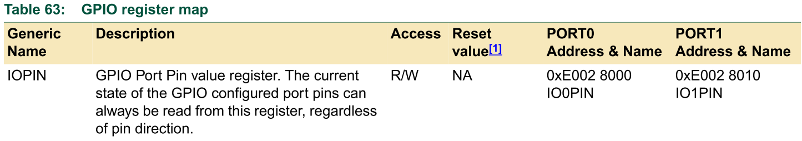 Table 63: GPIO register map
Generic Name Description Access Reset value[1] PORT0 Address & Name PORT1 Address & Name
IOPIN GPIO Port Pin value register. The current R/W NA 0xE002 8000 0xE002 8010
state of the GPIO configured port pins can IO0PIN IO1PIN
always be read from this register, regardless
of pin direction.